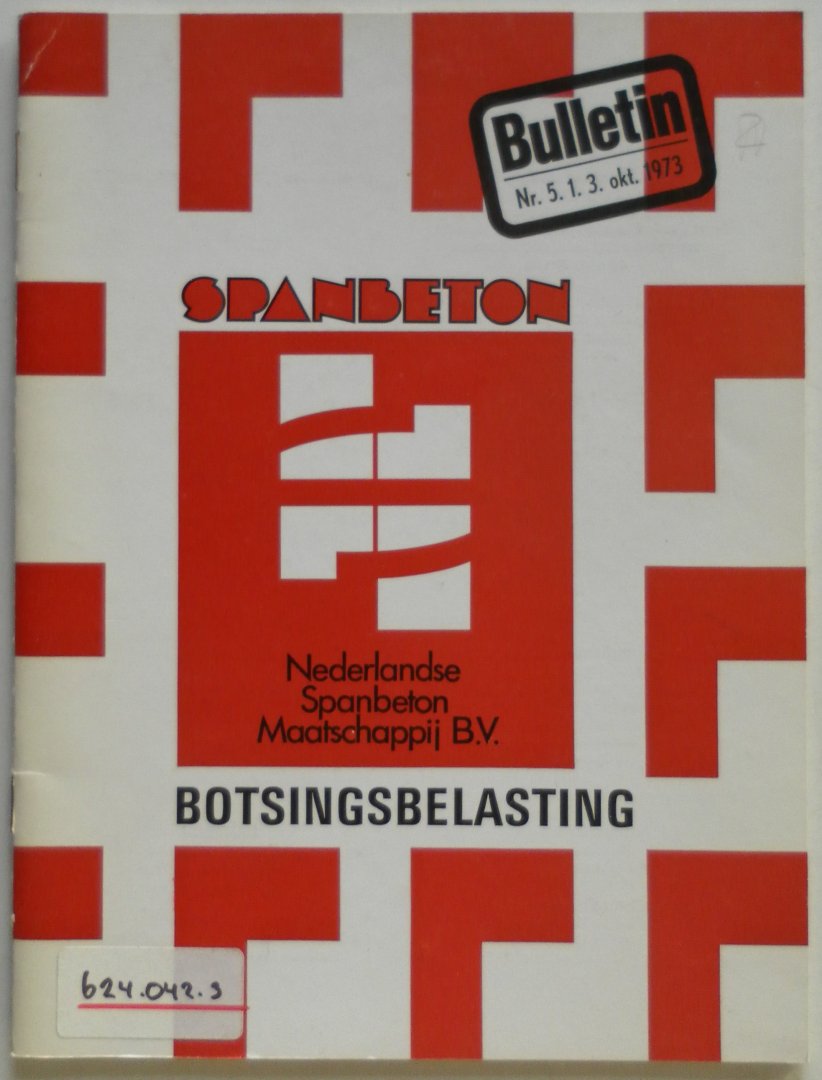 Bulletin
Nr. 5. 1. 3. okt. 1973
SPANBETON
Nederlandse
Spanbeton
Maatschappij B.V.
BOTSINGSBELASTING
624.042.3